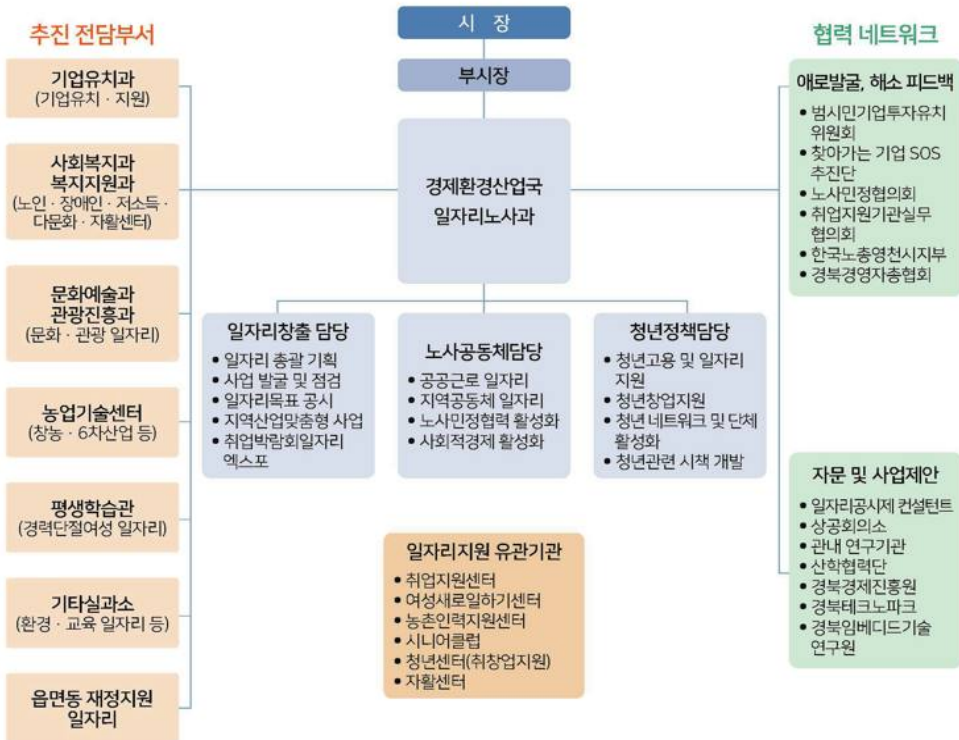 시 장
부시장
경제환경산업국
일자리노사과
추진 전담부서
기업유치과
(기업유치 · 지원)
사회복지과
복지지원과
(노인 · 장애인 · 저소득 ·
다문화 · 자활센터)
문화예술과
관광진흥과
(문화 · 관광 일자리)
농업기술센터
(창농 · 6차산업 등)
평생학습관
(경력단절여성 일자리)
기타실과소
(환경 · 교육 일자리 등)
읍면동 재정지원
일자리
일자리창출 담당
• 일자리 총괄 기획
• 사업 발굴 및 점검
• 일자리목표 공시
• 지역산업맞춤형 사업
• 취업박람회일자리
엑스포
노사공동체담당
• 공공근로 일자리
• 지역공동체 일자리
• 노사민정협력 활성화
• 사회적경제 활성화
청년정책담당
• 청년고용 및 일자리
지원
• 청년창업지원
• 청년 네트워크 및 단체
활성화
• 청년관련 시책 개발
일자리지원 유관기관
• 취업지원센터
• 여성새로일하기센터
• 농촌인력지원센터
• 시니어클럽
• 청년센터(취창업지원)
• 자활센터
협력 네트워크
애로발굴, 해소 피드백
• 범시민기업투자유치
위원회
• 찾아가는 기업 SOS
추진단
• 노사민정협의회
• 취업지원기관실무
협의회
• 한국노총영천시지부
• 경북경영자총협회
자문 및 사업제안
• 일자리공시제 컨설턴트
• 상공회의소
• 관내 연구기관
• 산학협력단
• 경북경제진흥원
• 경북테크노파크
• 경북임베디드기술
연구원